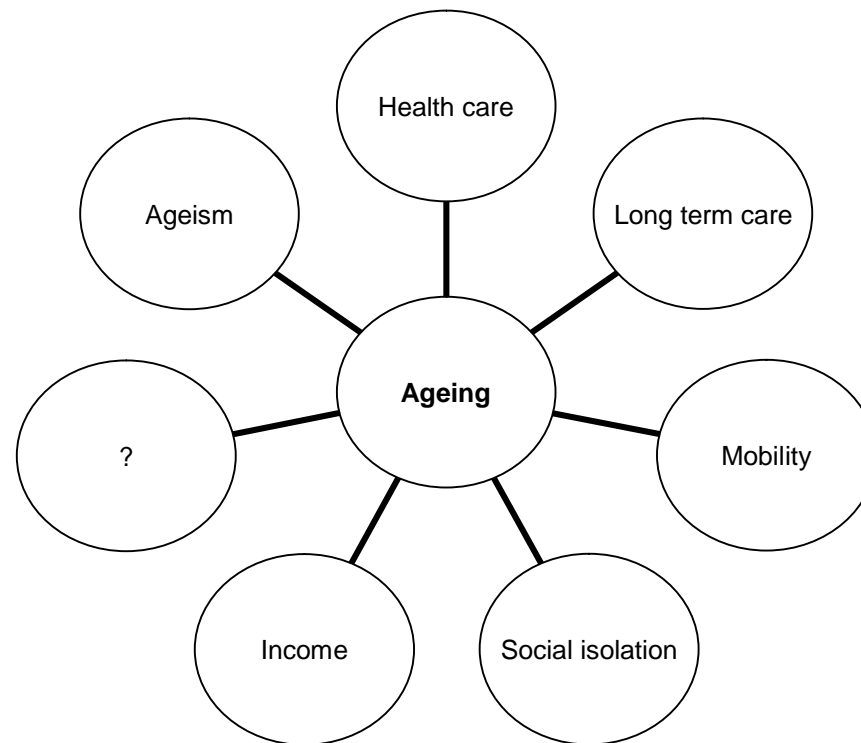 Health care
Ageism
Long term care
Ageing
?
Mobility
Income
Social isolation